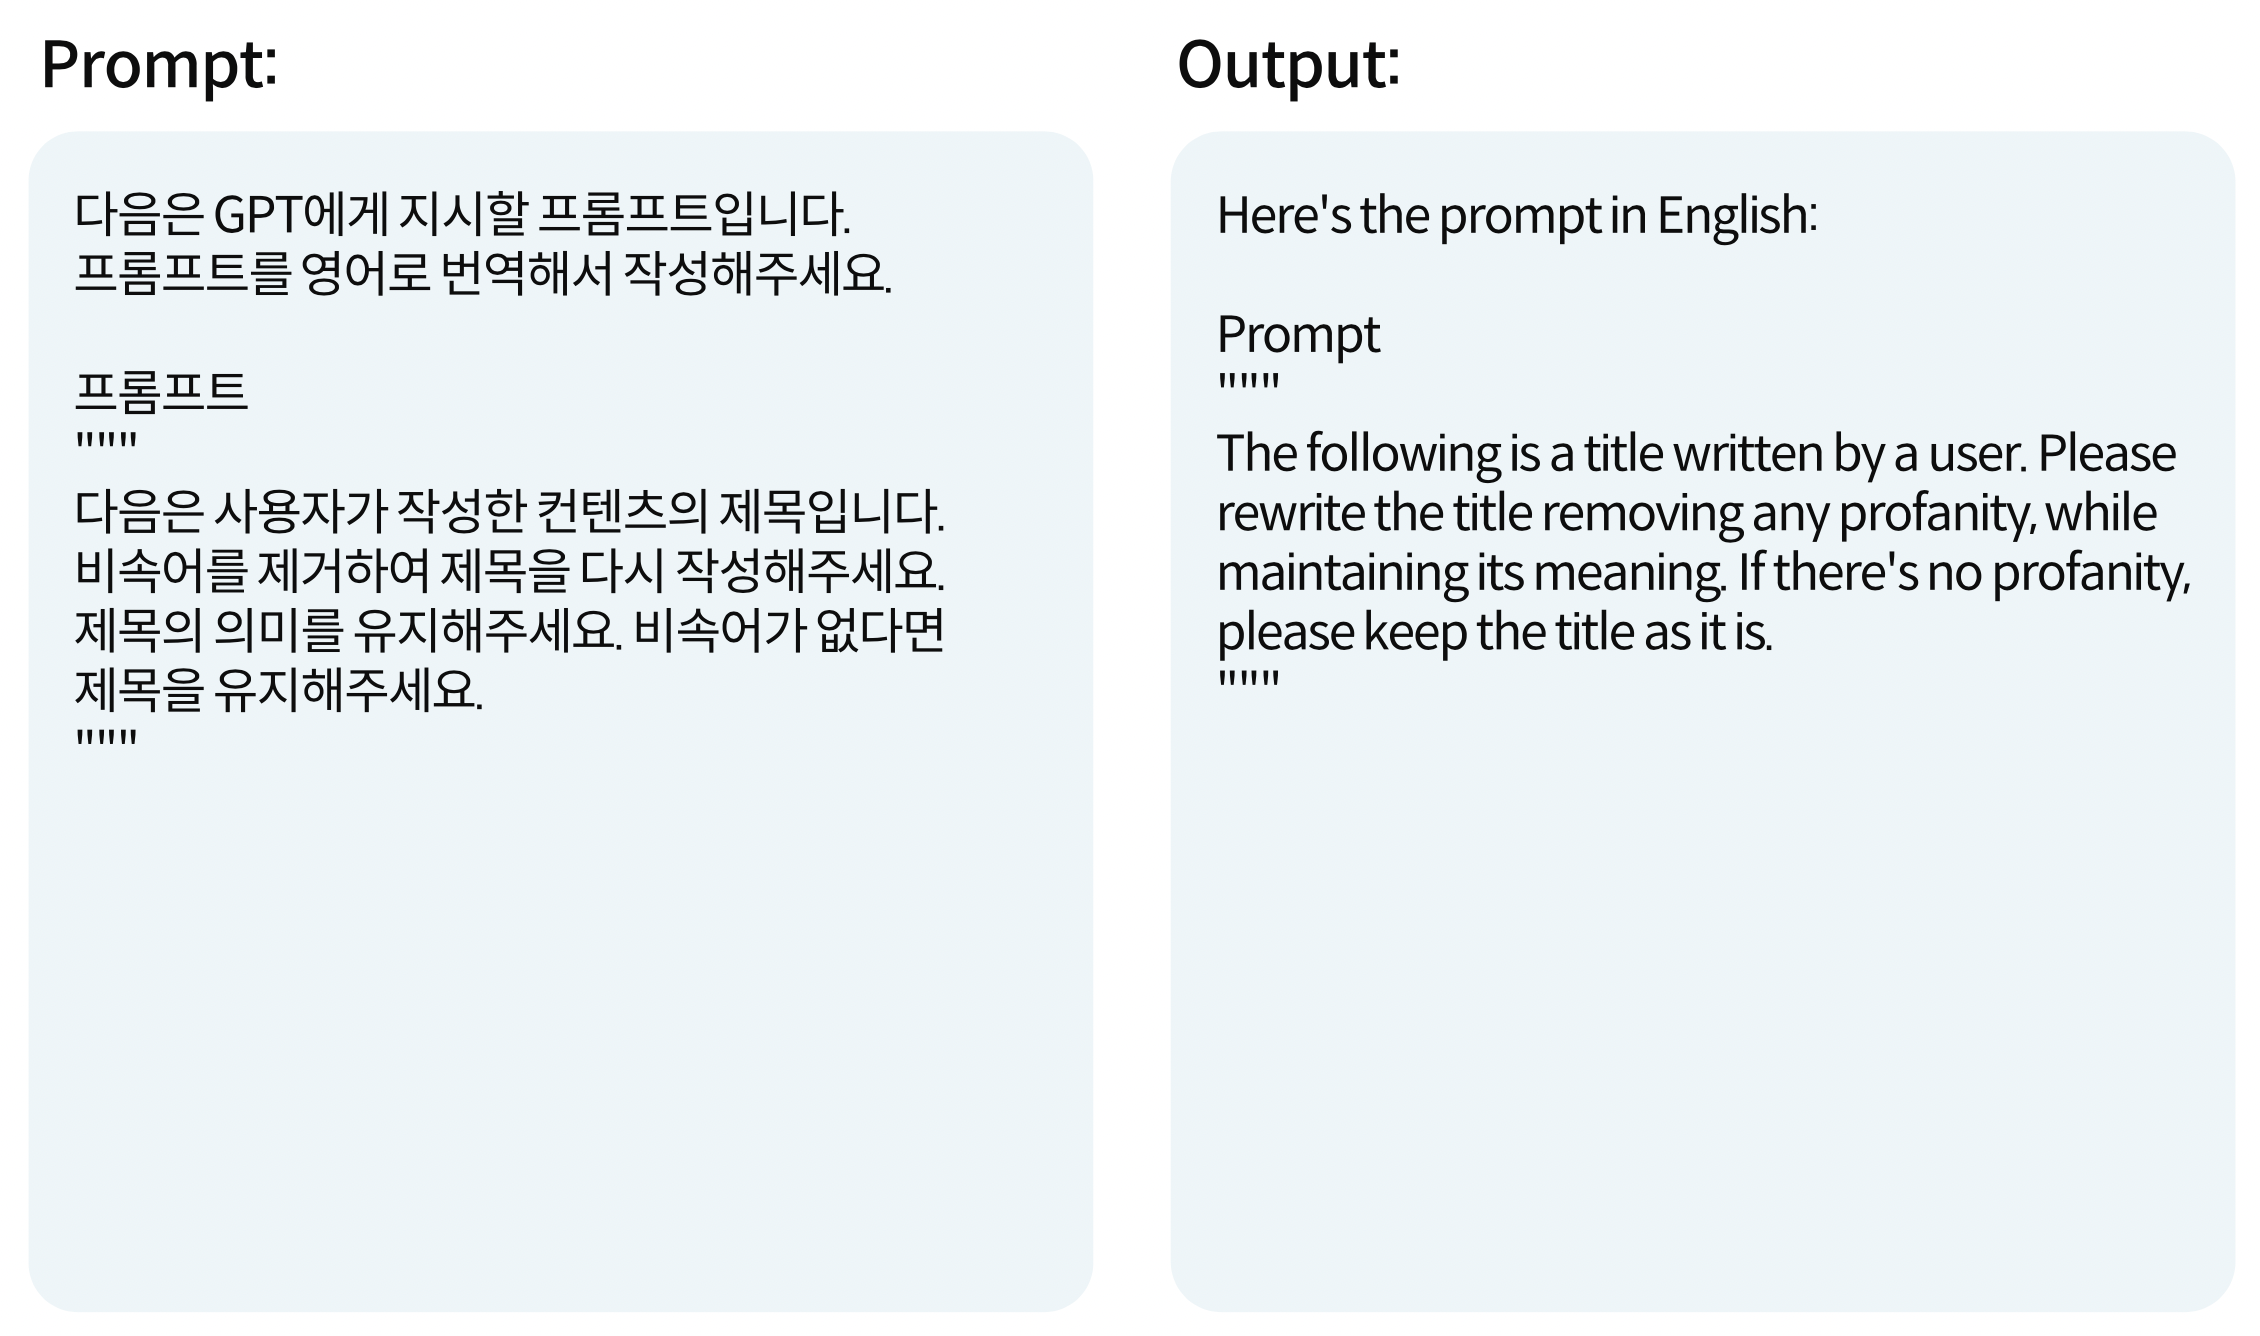 Prompt:
다음은 GPT에게 지시할 프롬프트입니다.
프롬프트를 영어로 번역해서 작성해주세요.
프롬프트
"""
다음은 사용자가 작성한 컨텐츠의 제목입니다.
비속어를 제거하여 제목을 다시 작성해주세요.
제목의 의미를 유지해주세요. 비속어가 없다면
제목을 유지해주세요.
"""
Output:
Here's the prompt in English:
Prompt
"""
The following is a title written by a user. Please
rewrite the title removing any profanity, while
maintaining its meaning. If there's no profanity,
please keep the title as it is.
"""